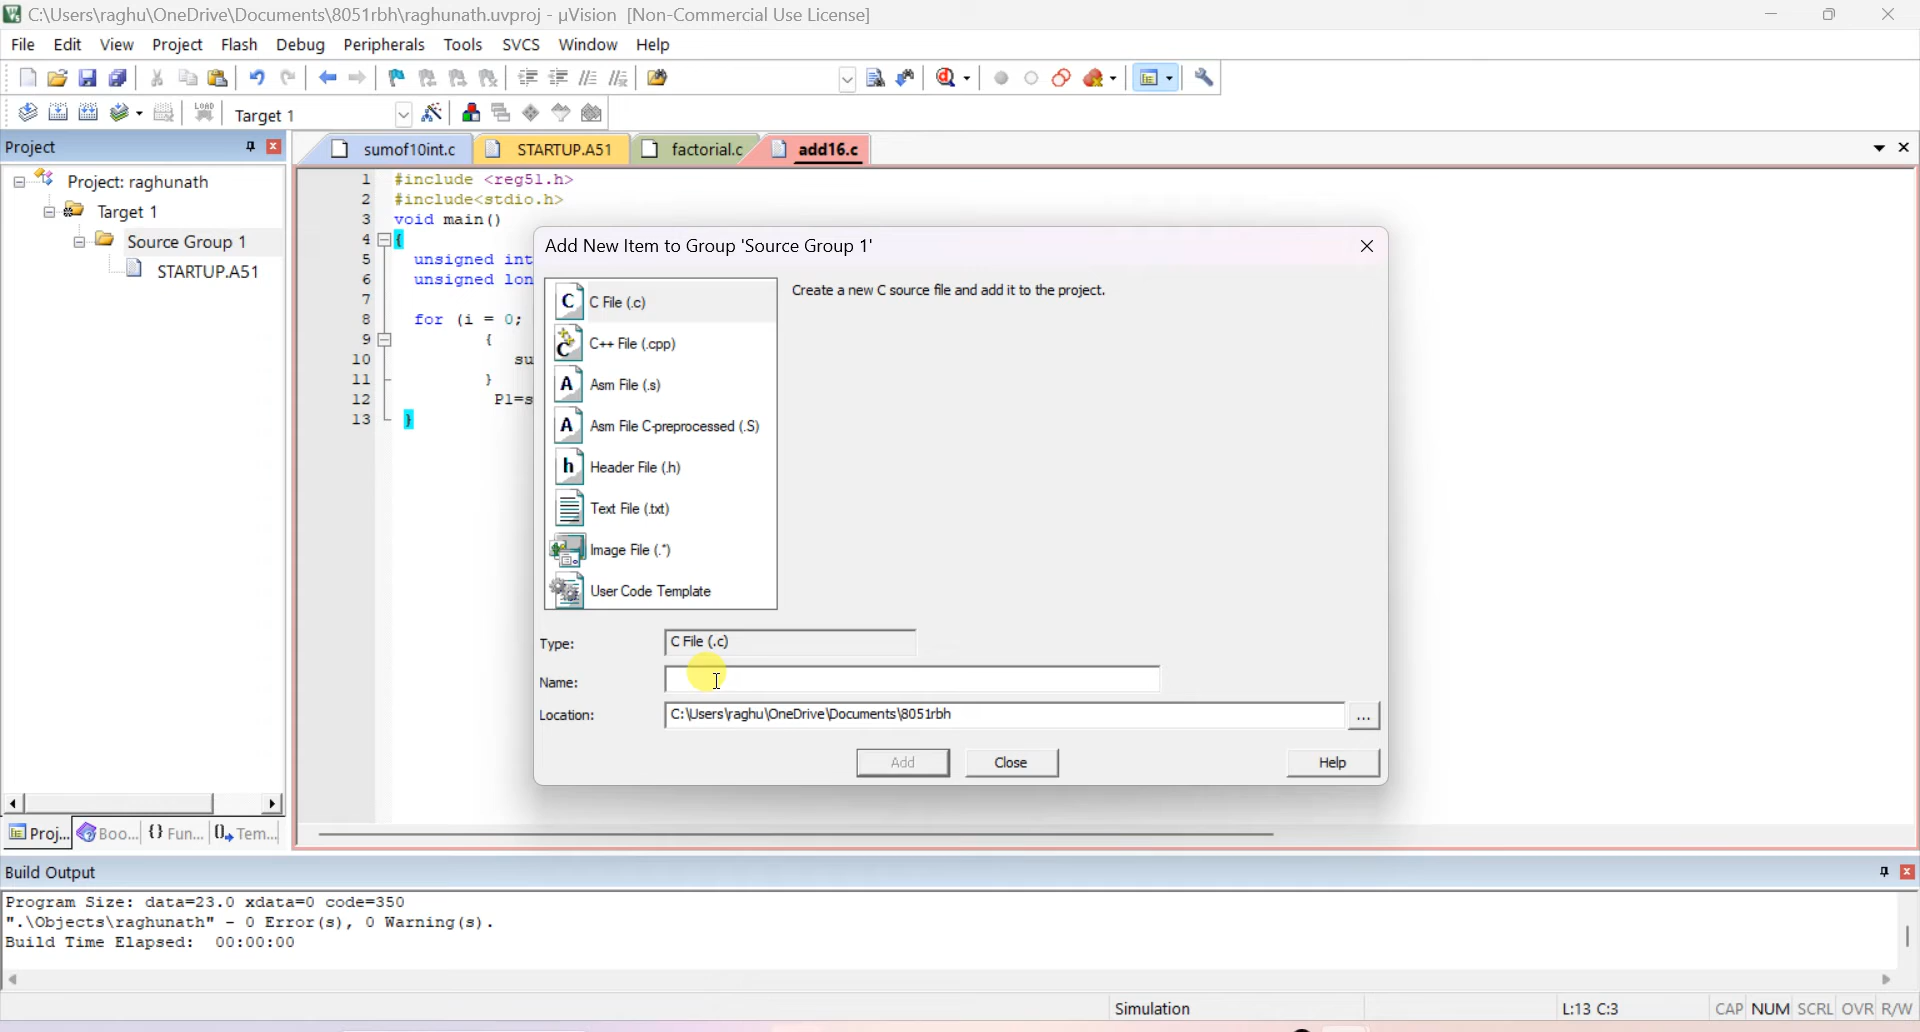 C:\Users\raghu\OneDrive\Documents\8051rbh\raghunath.uvproj - µVision [Non-Commercial Use License]
File Edit View Project Flash Debug Peripherals Tools SVCS Window Help
LOAD Target 1
Project
sumof10int.c STARTUP.A51 factorial.c add16.c
Project: raghunath
Target 1
Source Group 1
STARTUP.A51
1 #include <reg51.h>
2 #include<stdio.h>
3 void main()
4 {
5 unsigned int
6 unsigned lon
7
8 for (i = 0;
9 {
10 su
11 }
12 P1=s
13 }
Add New Item to Group 'Source Group 1'
C C File (.c)
C C++ File (.cpp)
A Asm File (.s)
A Asm File C-preprocessed (.S)
h Header File (.h)
Text File (.txt)
Image File (.*)
User Code Template
Create a new C source file and add it to the project.
Type: C File (.c)
Name:
Location: C:\Users\raghu\OneDrive\Documents\8051rbh ...
Add Close Help
Proj... Boo... {} Fun... 0 Tem...
Build Output
Program Size: data=23.0 xdata=0 code=350
".\Objects\raghunath" - 0 Error(s), 0 Warning(s).
Build Time Elapsed: 00:00:00
Simulation L:13 C:3 CAP NUM SCRL OVR R/W